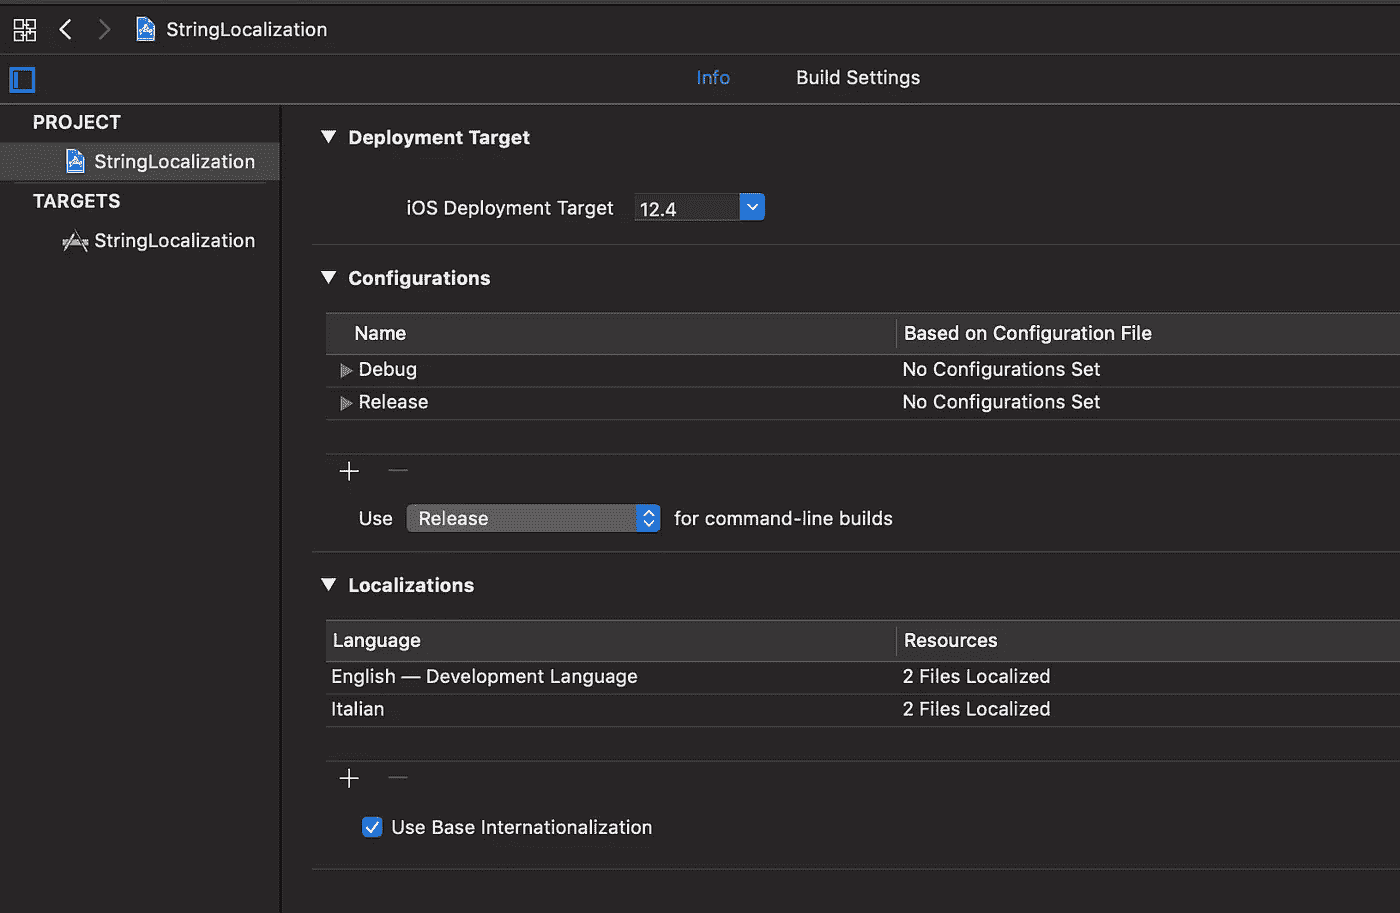 StringLocalization
Info Build Settings
PROJECT
StringLocalization
TARGETS
StringLocalization
Deployment Target
iOS Deployment Target 12.4
Configurations
Name Based on Configuration File
Debug No Configurations Set
Release No Configurations Set
Use Release for command-line builds
Localizations
Language Resources
English — Development Language 2 Files Localized
Italian 2 Files Localized
Use Base Internationalization